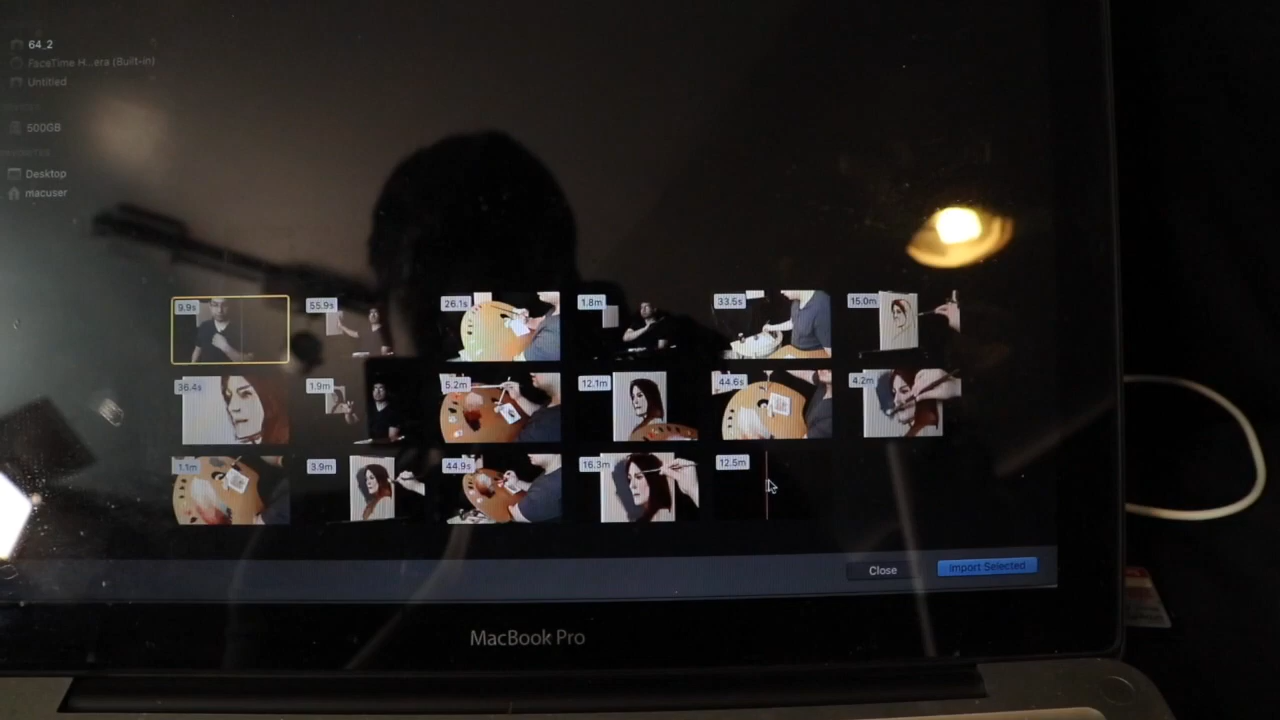 64_2
FaceTime H...era (Built-in)
Untitled
500GB
Desktop
macuser
9.9s
55.9s
26.1s
1.8m
33.5s
15.0m
36.4s
1.9m
5.2m
12.1m
44.6s
4.2m
1.1m
3.9m
44.9s
16.3m
12.5m
Close
Import Selected
MacBook Pro